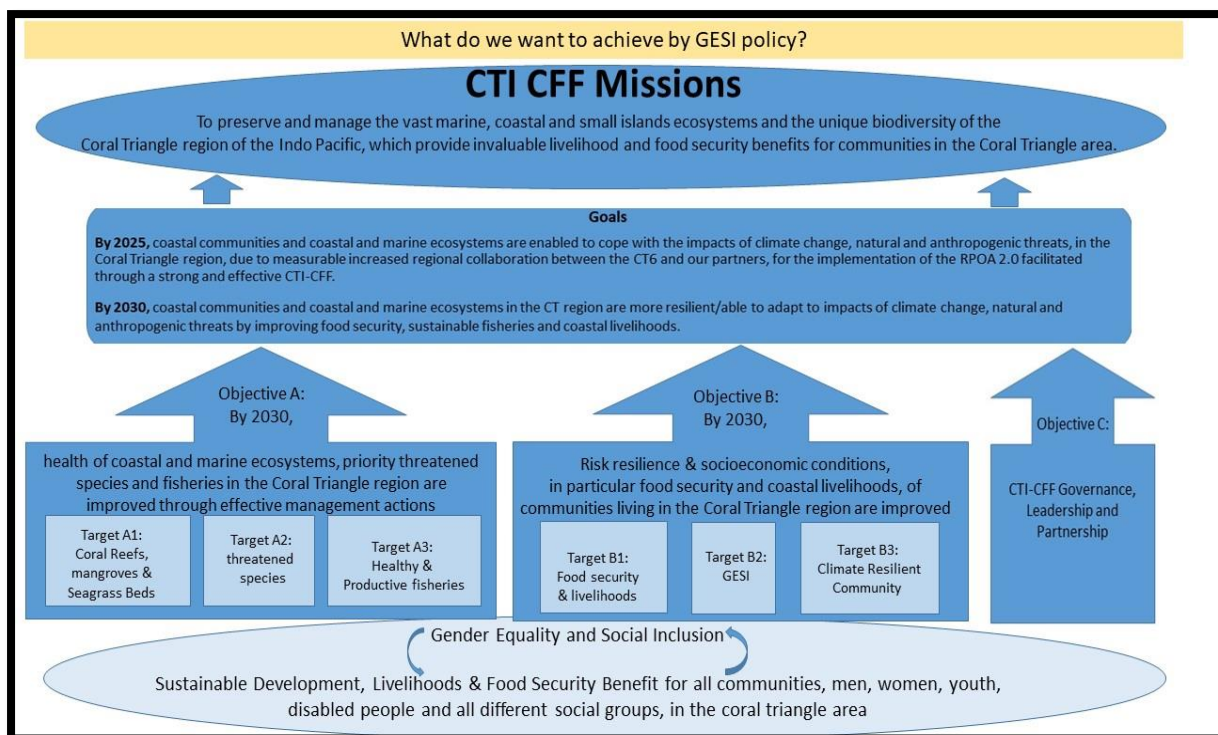 What do we want to achieve by GESI policy?
CTI CFF Missions
To preserve and manage the vast marine, coastal and small islands ecosystems and the unique biodiversity of the
Coral Triangle region of the Indo Pacific, which provide invaluable livelihood and food security benefits for communities in the Coral Triangle area.
Goals
By 2025, coastal communities and coastal and marine ecosystems are enabled to cope with the impacts of climate change, natural and anthropogenic threats, in the
Coral Triangle region, due to measurable increased regional collaboration between the CT6 and our partners, for the implementation of the RPOA 2.0 facilitated
through a strong and effective CTI-CFF.
By 2030, coastal communities and coastal and marine ecosystems in the CT region are more resilient/able to adapt to impacts of climate change, natural and
anthropogenic threats by improving food security, sustainable fisheries and coastal livelihoods.
Objective A:
By 2030,
health of coastal and marine ecosystems, priority threatened
species and fisheries in the Coral Triangle region are
improved through effective management actions
Target A1:
Coral Reefs,
mangroves &
Seagrass Beds
Target A2:
threatened
species
Target A3:
Healthy &
Productive fisheries
Objective B:
By 2030,
Risk resilience & socioeconomic conditions,
in particular food security and coastal livelihoods, of
communities living in the Coral Triangle region are improved
Target B1:
Food security
& livelihoods
Target B2:
GESI
Target B3:
Climate Resilient
Community
Objective C:
CTI-CFF Governance,
Leadership and
Partnership
Gender Equality and Social Inclusion
Sustainable Development, Livelihoods & Food Security Benefit for all communities, men, women, youth,
disabled people and all different social groups, in the coral triangle area